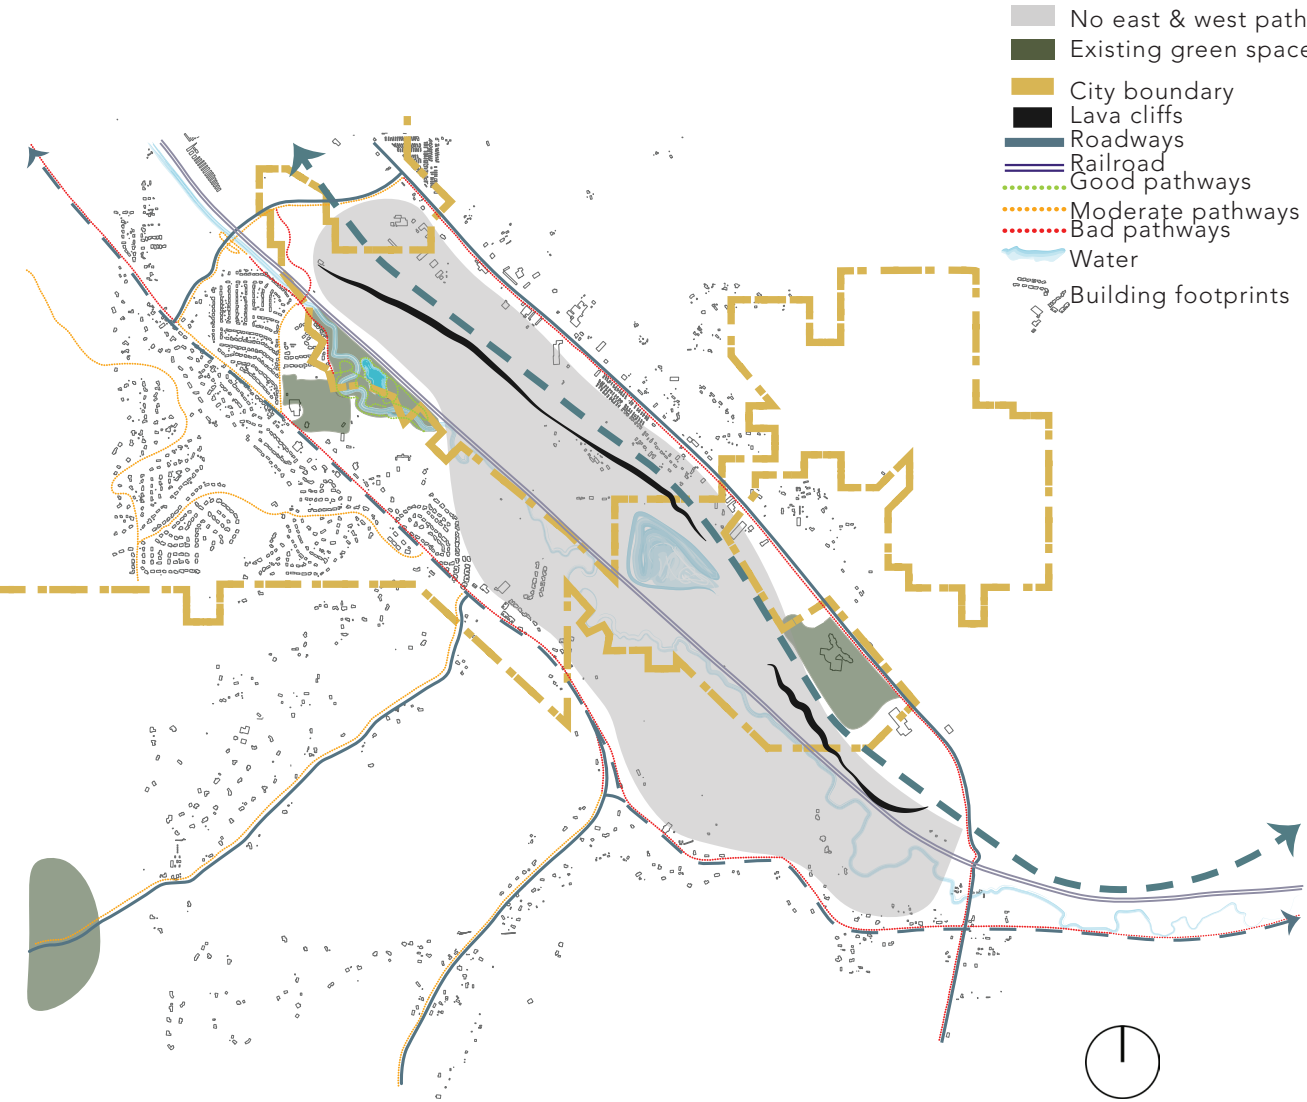 No east & west path
Existing green space
City boundary
Lava cliffs
Roadways
Railroad
Good pathways
Moderate pathways
Bad pathways
Water
Building footprints